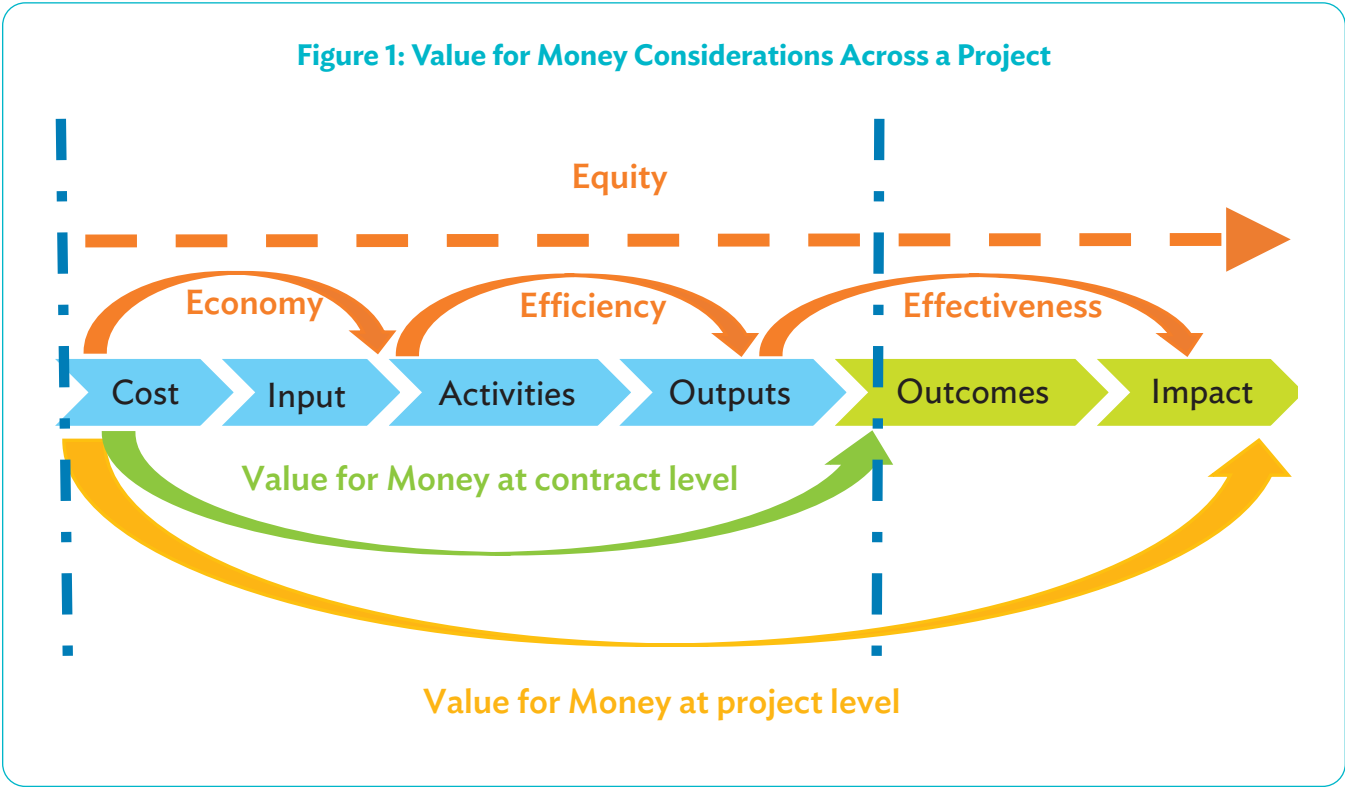 Figure 1: Value for Money Considerations Across a Project
Equity
Economy
Efficiency
Effectiveness
Cost
Input
Activities
Outputs
Outcomes
Impact
Value for Money at contract level
Value for Money at project level